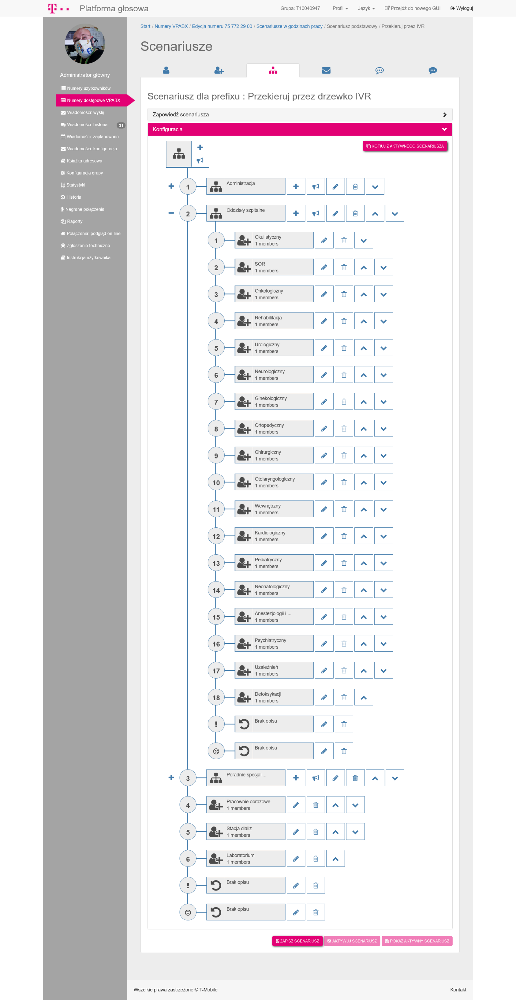 T
Platforma głosowa
Grupa: T10040947
Profil
Język
Przejdź do nowego GUI
Wyloguj
Administrator główny
Numery użytkowników
Numery dostępowe VPABX
Wiadomości: wyślij
Wiadomości: historia 31
Wiadomości: zaplanowane
Wiadomości: konfiguracja
Książka adresowa
Konfiguracja grupy
Statystyki
Historia
Nagrane połączenia
Raporty
Połączenia: podgląd on-line
Zgłoszenie techniczne
Instrukcja użytkownika
Start / Numery VPABX / Edycja numeru 75 772 29 00 / Scenariusze w godzinach pracy / Scenariusz podstawowy / Przekieruj przez IVR
Scenariusze
Scenariusz dla prefixu : Przekieruj przez drzewko IVR
Zapowiedź scenariusza
Konfiguracja
KOPIUJ Z AKTYWNEGO SCENARIUSZA
1 Administracja
2 Oddziały szpitalne
1 Okulistyczny
1 members
2 SOR
1 members
3 Onkologiczny
1 members
4 Rehabilitacja
1 members
5 Urologiczny
1 members
6 Neurologiczny
1 members
7 Ginekologiczny
1 members
8 Ortopedyczny
1 members
9 Chirurgiczny
1 members
10 Otolaryngologiczny
1 members
11 Wewnętrzny
1 members
12 Kardiologiczny
1 members
13 Pediatryczny
1 members
14 Neonatologiczny
1 members
15 Anestezjologii i ...
1 members
16 Psychiatryczny
1 members
17 Uzależnień
1 members
18 Detoksykacji
1 members
! Brak opisu
Brak opisu
3 Poradnie specjali...
4 Pracownie obrazowe
1 members
5 Stacja dializ
1 members
6 Laboratorium
1 members
! Brak opisu
Brak opisu
ZAPISZ SCENARIUSZ
AKTYWUJ SCENARIUSZ
POKAŻ AKTYWNY SCENARIUSZ
Wszelkie prawa zastrzeżone © T-Mobile
Kontakt